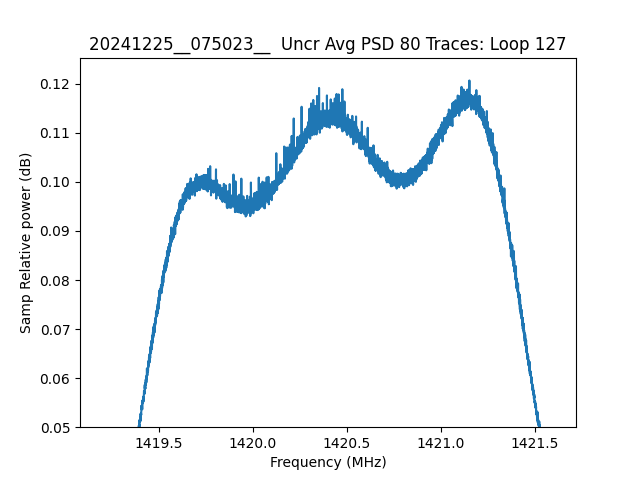 20241225__075023__  Uncr Avg PSD 80 Traces: Loop 127
0.12
0.11
0.10
0.09
0.08
0.07
0.06
0.05
Samp Relative power (dB)
1419.5 1420.0 1420.5 1421.0 1421.5
Frequency (MHz)